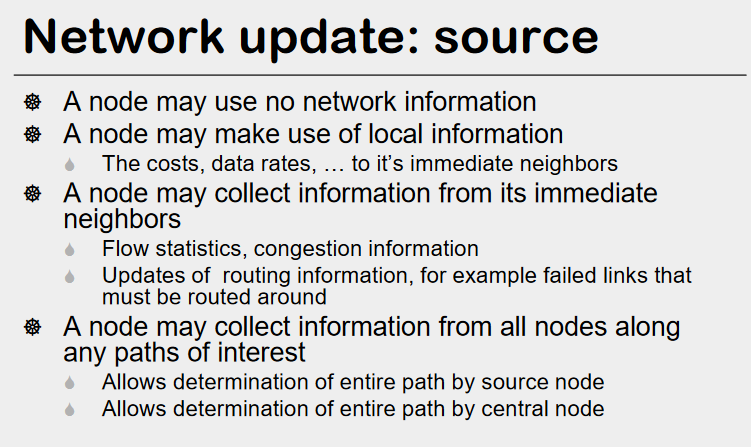 Network update: source
A node may use no network information
A node may make use of local information
The costs, data rates, … to it's immediate neighbors
A node may collect information from its immediate
neighbors
Flow statistics, congestion information
Updates of  routing information, for example failed links that
must be routed around
A node may collect information from all nodes along
any paths of interest
Allows determination of entire path by source node
Allows determination of entire path by central node